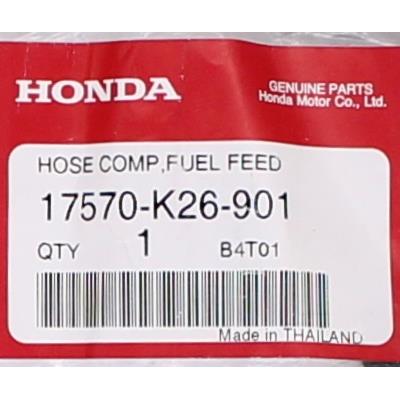 HONDA
GENUINE PARTS
Honda Motor Co., Ltd.
HOSE COMP,FUEL FEED
17570-K26-901
QTY 1 B4T01
Made in THAILAND